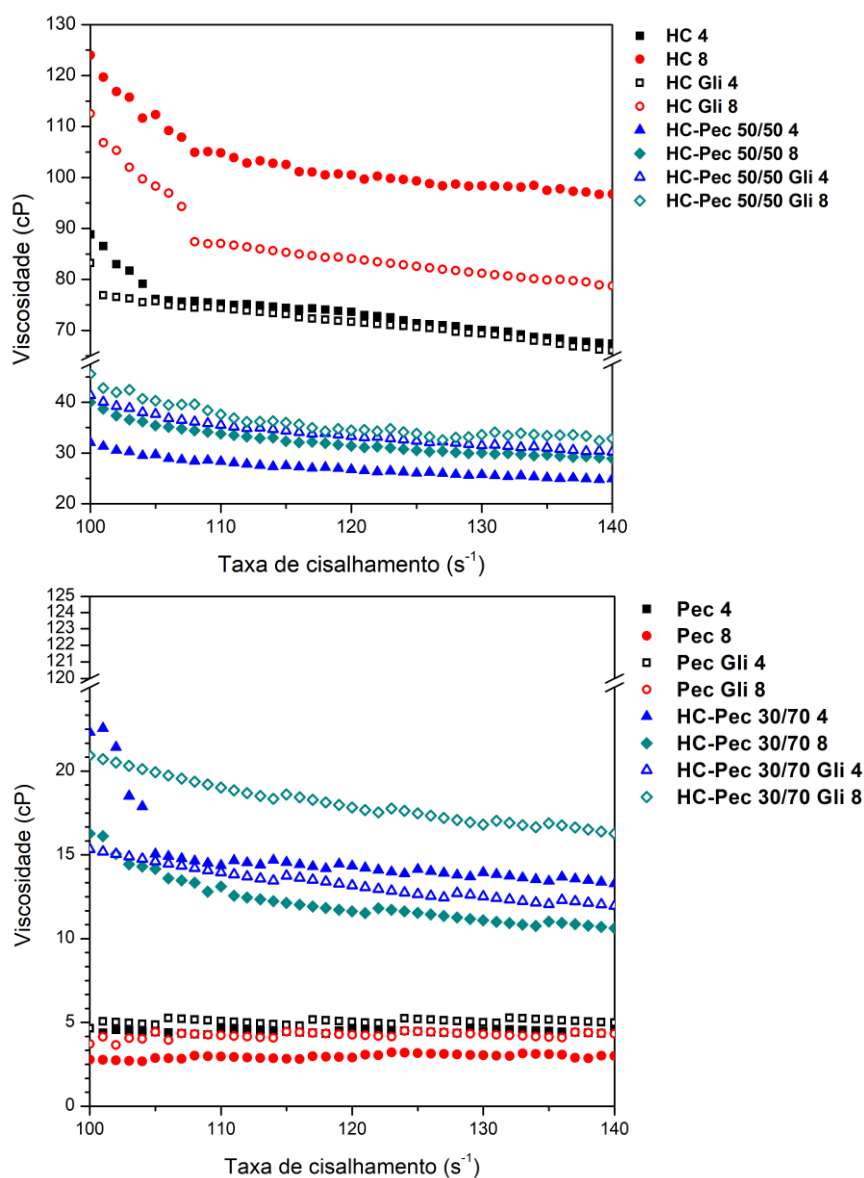 130
120
110
100
90
80
70
40
30
20
100
110
120
130
140
Viscosidade (cP)
Taxa de cisalhamento (s-1)
HC 4
HC 8
HC Gli 4
HC Gli 8
HC-Pec 50/50 4
HC-Pec 50/50 8
HC-Pec 50/50 Gli 4
HC-Pec 50/50 Gli 8
125
124
123
122
121
120
20
15
10
5
0
100
110
120
130
140
Viscosidade (cP)
Taxa de cisalhamento (s-1)
Pec 4
Pec 8
Pec Gli 4
Pec Gli 8
HC-Pec 30/70 4
HC-Pec 30/70 8
HC-Pec 30/70 Gli 4
HC-Pec 30/70 Gli 8